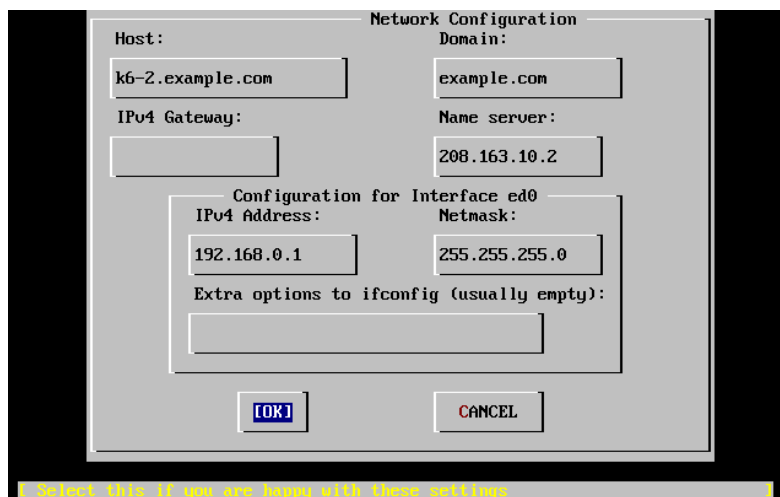 Network Configuration
Host: Domain:
k6-2.example.com example.com
IPv4 Gateway: Name server:
208.163.10.2
Configuration for Interface ed0
IPv4 Address: Netmask:
192.168.0.1 255.255.255.0
Extra options to ifconfig (usually empty):
[OK] CANCEL
[ Select this if you are happy with these settings ]